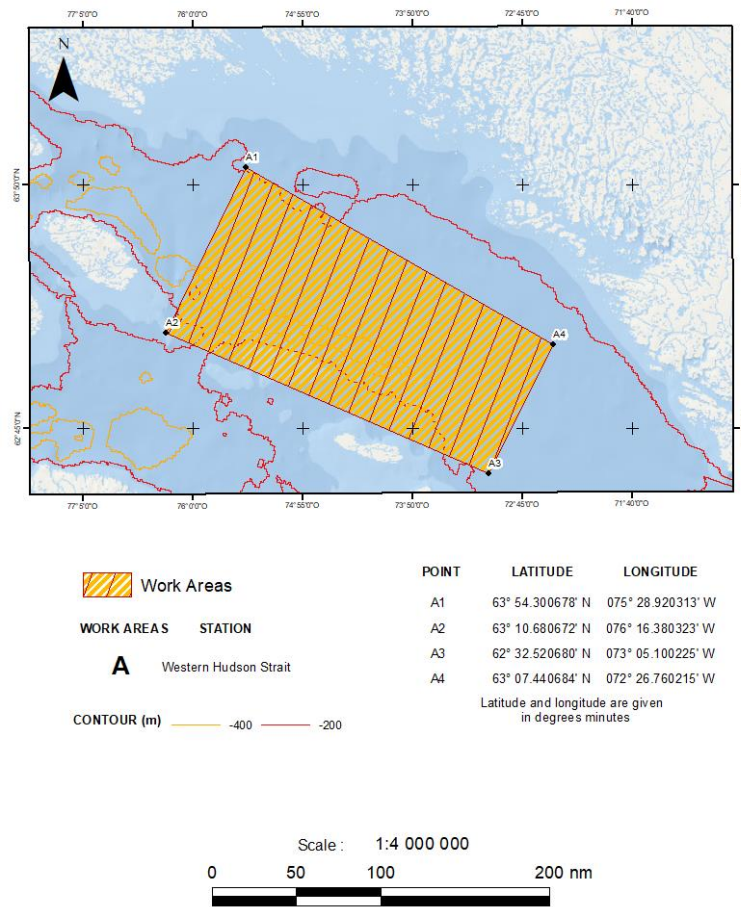 77°5'0"O 76°0'0"O 74°55'0"O 73°50'0"O 72°45'0"O 71°40'0"O
N
A1
63°50'0"N
A2
A4
62°45'0"N
A3
77°5'0"O 76°0'0"O 74°55'0"O 73°50'0"O 72°45'0"O 71°40'0"O
Work Areas
WORK AREAS STATION
A Western Hudson Strait
CONTOUR (m) -400 -200
POINT LATITUDE LONGITUDE
A1 63° 54.300678' N 075° 28.920313' W
A2 63° 10.680672' N 076° 16.380323' W
A3 62° 32.520680' N 073° 05.100225' W
A4 63° 07.440684' N 072° 26.760215' W
Latitude and longitude are given
in degrees minutes
Scale : 1:4 000 000
0 50 100 200 nm